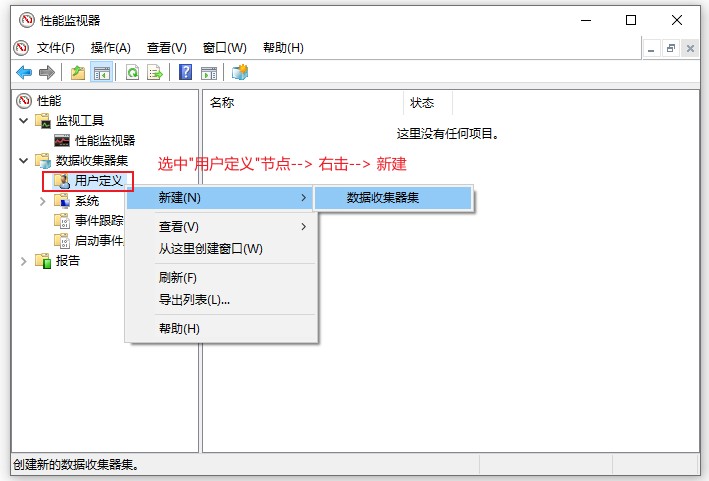 性能监视器
文件(F) 操作(A) 查看(V) 窗口(W) 帮助(H)
性能
监视工具
性能监视器
数据收集器集
用户定义
系统
事件跟踪
启动事件
报告
名称 状态
这里没有任何项目。
选中"用户定义"节点--> 右击--> 新建
新建(N)
数据收集器集
查看(V)
从这里创建窗口(W)
刷新(F)
导出列表(L)...
帮助(H)
创建新的数据收集器集。